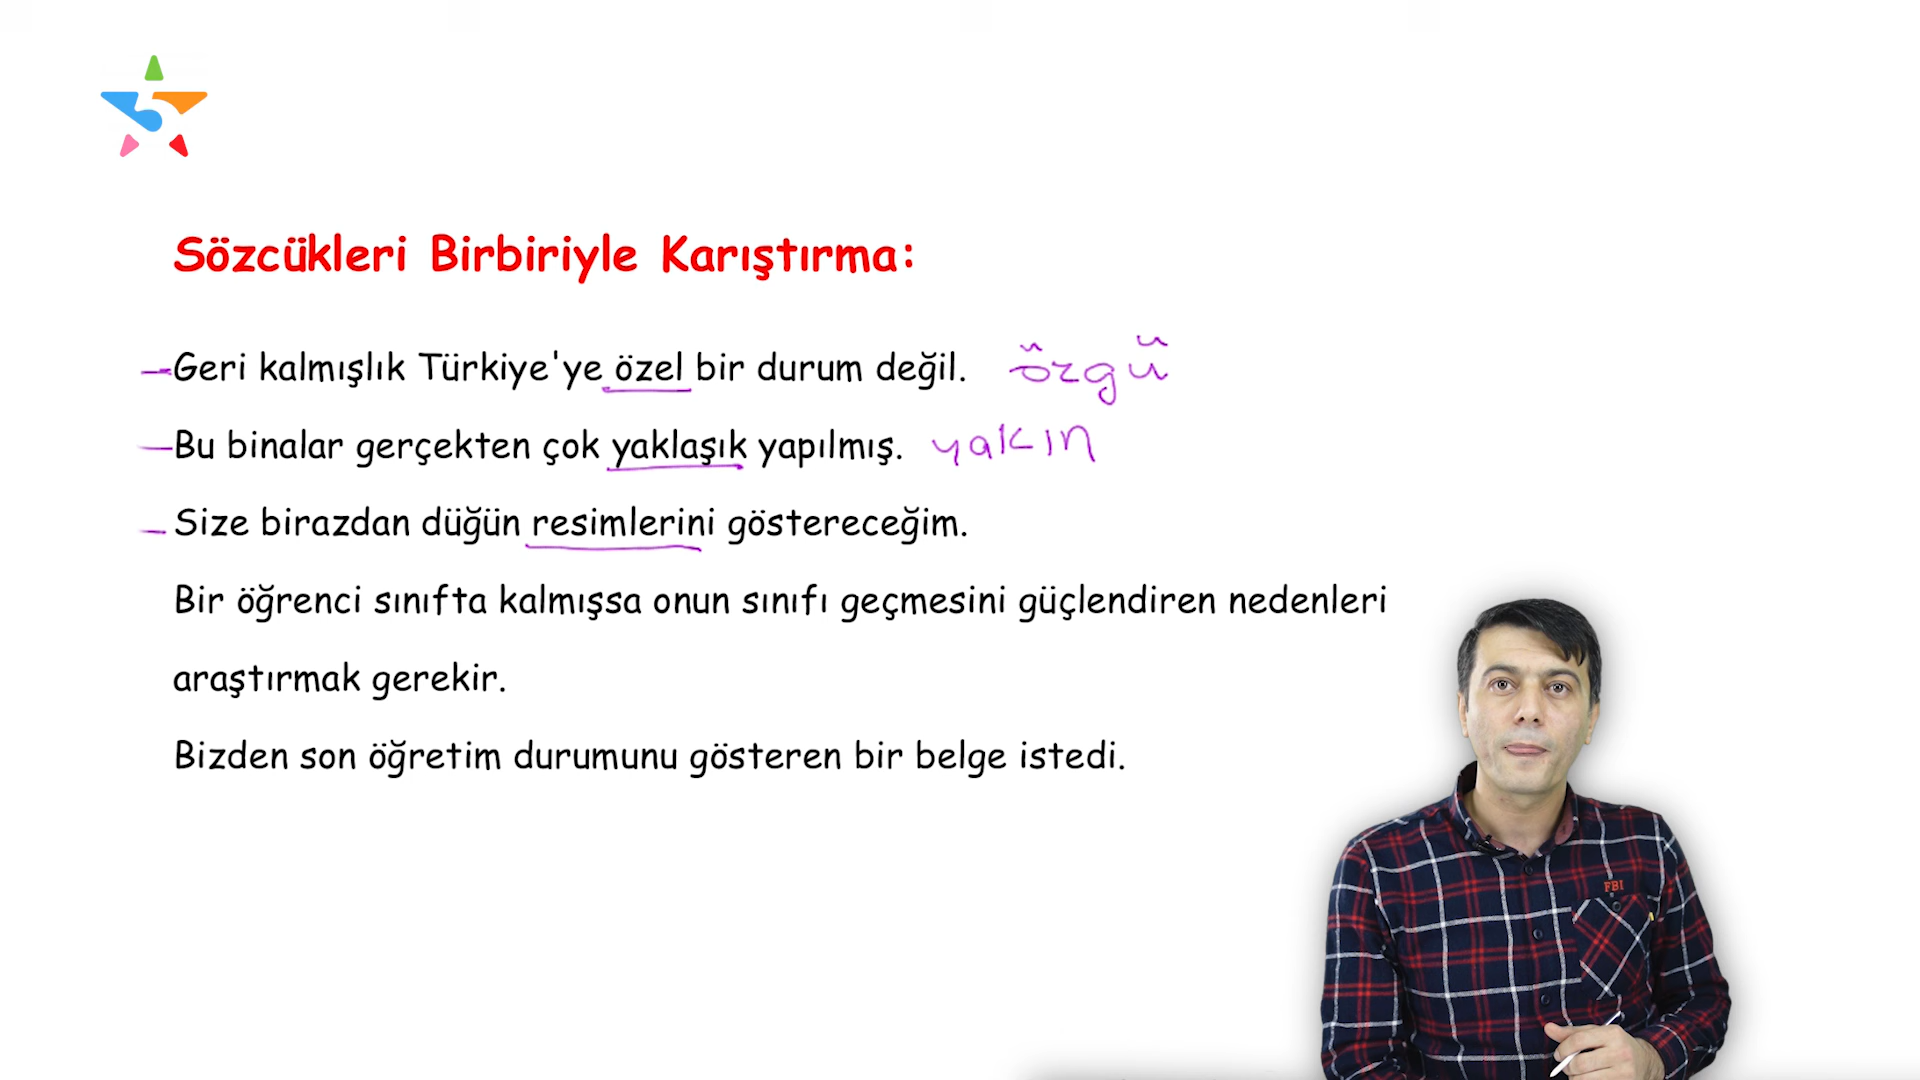 Sözcükleri Birbiriyle Karıştırma:
Geri kalmışlık Türkiye'ye özel bir durum değil. özgü
Bu binalar gerçekten çok yaklaşık yapılmış. yakın
Size birazdan düğün resimlerini göstereceğim.
Bir öğrenci sınıfta kalmışsa onun sınıfı geçmesini güçlendiren nedenleri
araştırmak gerekir.
Bizden son öğretim durumunu gösteren bir belge istedi.
FBI